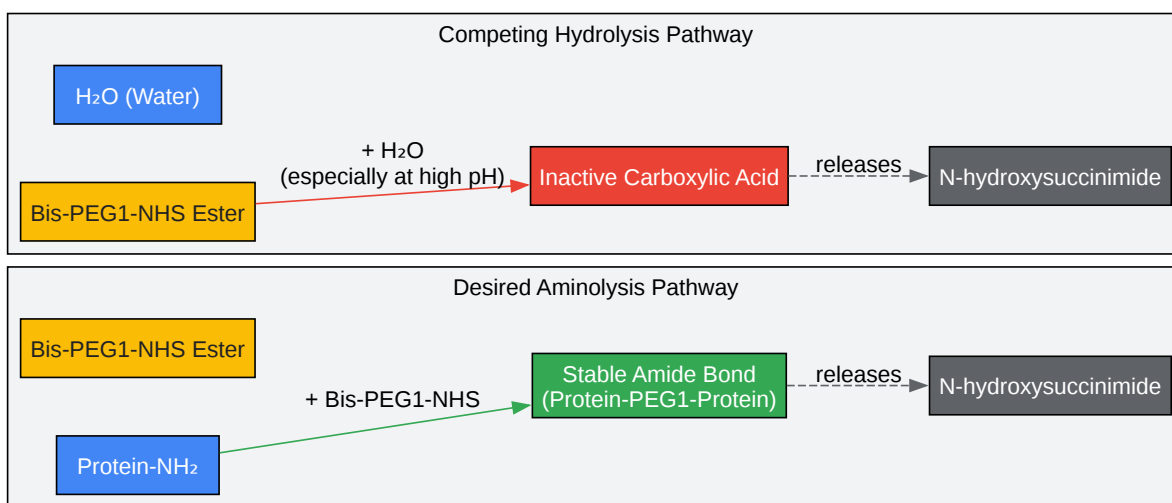 Competing Hydrolysis Pathway
H₂O (Water)
+ H₂O
(especially at high pH)
Bis-PEG1-NHS Ester
Inactive Carboxylic Acid
releases
N-hydroxysuccinimide
Desired Aminolysis Pathway
Bis-PEG1-NHS Ester
+ Bis-PEG1-NHS
Protein-NH₂
Stable Amide Bond
(Protein-PEG1-Protein)
releases
N-hydroxysuccinimide